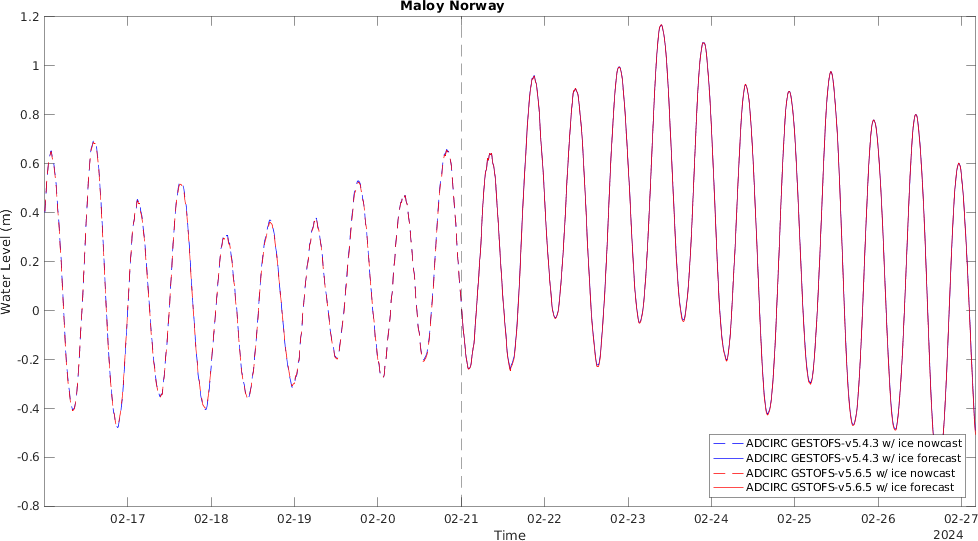 Maloy Norway
1.2
1
0.8
0.6
0.4
0.2
0
-0.2
-0.4
-0.6
-0.8
Water Level (m)
ADCIRC GESTOFS-v5.4.3 w/ ice nowcast
ADCIRC GESTOFS-v5.4.3 w/ ice forecast
ADCIRC GSTOFS-v5.6.5 w/ ice nowcast
ADCIRC GSTOFS-v5.6.5 w/ ice forecast
02-17 02-18 02-19 02-20 02-21 02-22 02-23 02-24 02-25 02-26 02-27
Time 2024